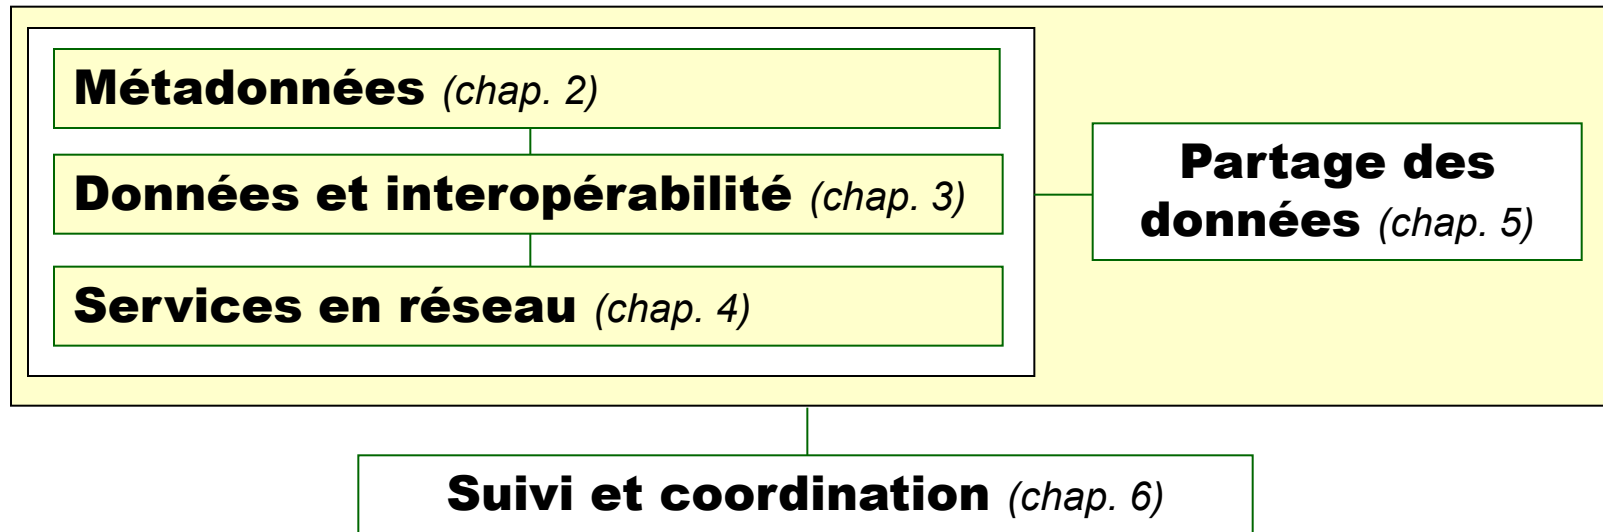 Métadonnées (chap. 2)
Données et interopérabilité (chap. 3)
Services en réseau (chap. 4)
Partage des
données (chap. 5)
Suivi et coordination (chap. 6)